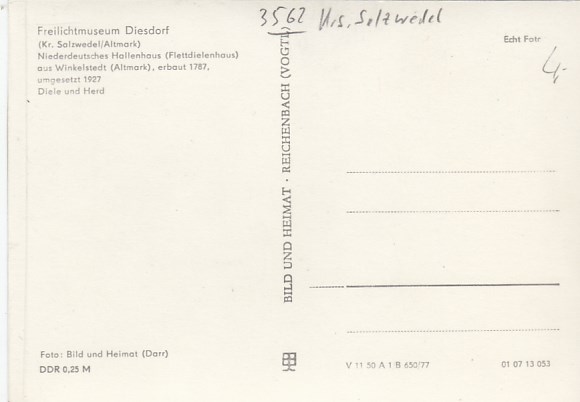 3562 Krs. Salzwedel
Freilichtmuseum Diesdorf
(Kr. Salzwedel/Altmark)
Niederdeutsches Hallenhaus (Flettdielenhaus)
aus Winkelstedt (Altmark), erbaut 1787,
umgesetzt 1927
Diele und Herd
Echt Foto
4,-
BILD UND HEIMAT · REICHENBACH (VOGTL)
Foto: Bild und Heimat (Darr)
DDR 0,25 M
V 11 50 A 1 B 650/77
01 07 13 053